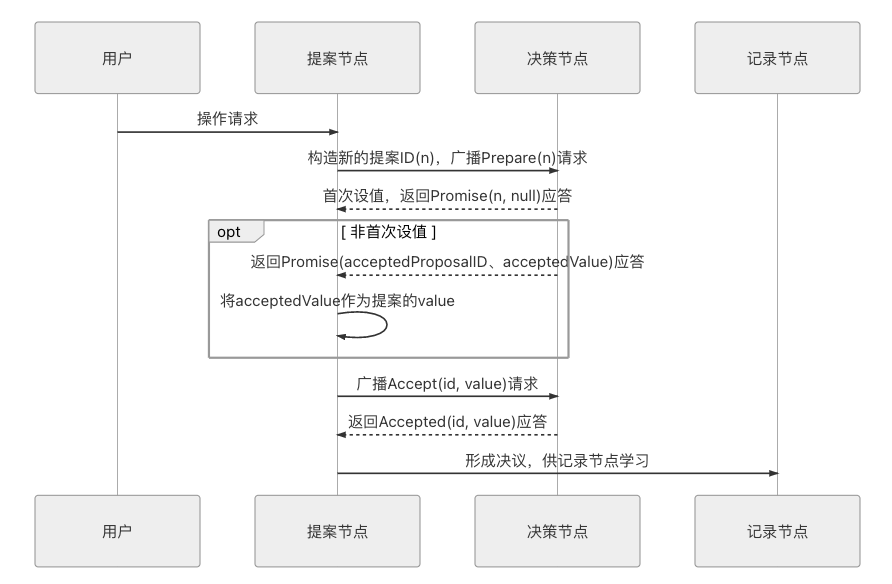 用户
提案节点
决策节点
记录节点
操作请求
构造新的提案ID(n)，广播Prepare(n)请求
首次设值，返回Promise(n, null)应答
opt
[ 非首次设值 ]
返回Promise(acceptedProposalID、acceptedValue)应答
将acceptedValue作为提案的value
广播Accept(id, value)请求
返回Accepted(id, value)应答
形成决议，供记录节点学习
用户
提案节点
决策节点
记录节点